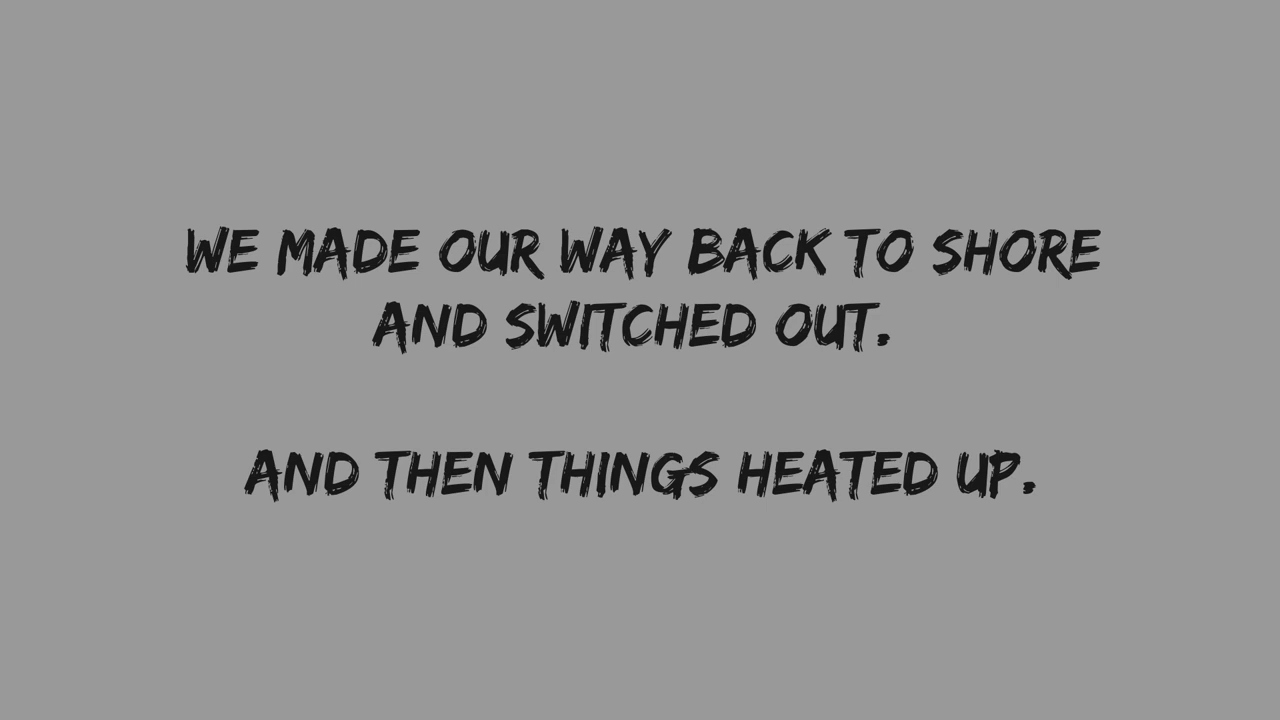 WE MADE OUR WAY BACK TO SHORE
AND SWITCHED OUT.
AND THEN THINGS HEATED UP.